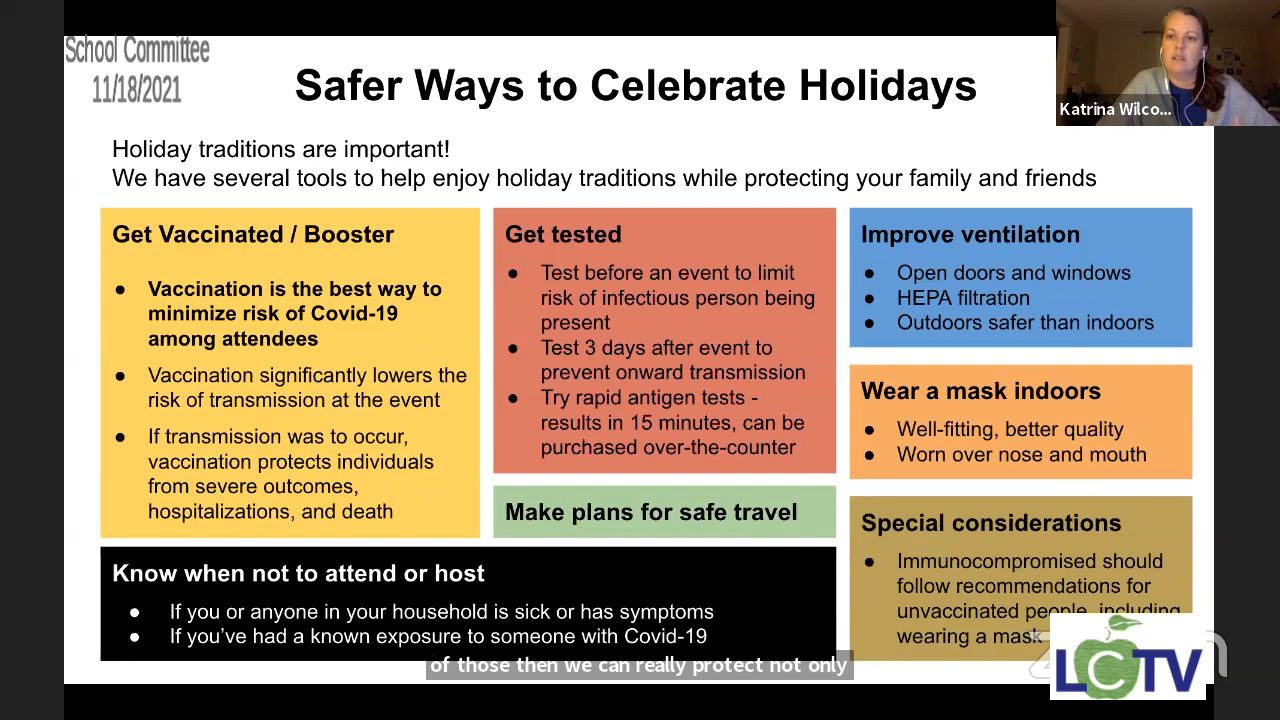 School Committee
11/18/2021
Safer Ways to Celebrate Holidays
Katrina Wilco...
Holiday traditions are important!
We have several tools to help enjoy holiday traditions while protecting your family and friends
Get Vaccinated / Booster
● Vaccination is the best way to
minimize risk of Covid-19
among attendees
● Vaccination significantly lowers the
risk of transmission at the event
● If transmission was to occur,
vaccination protects individuals
from severe outcomes,
hospitalizations, and death
Get tested
● Test before an event to limit
risk of infectious person being
present
● Test 3 days after event to
prevent onward transmission
● Try rapid antigen tests -
results in 15 minutes, can be
purchased over-the-counter
Make plans for safe travel
Improve ventilation
● Open doors and windows
● HEPA filtration
● Outdoors safer than indoors
Wear a mask indoors
● Well-fitting, better quality
● Worn over nose and mouth
Special considerations
● Immunocompromised should
follow recommendations for
unvaccinated people, including
wearing a mask
Know when not to attend or host
● If you or anyone in your household is sick or has symptoms
● If you've had a known exposure to someone with Covid-19
of those then we can really protect not only
LCTV